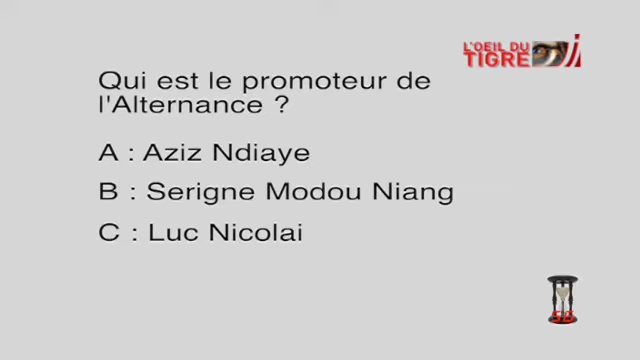 L'OEIL DU
TIGRE
Qui est le promoteur de
l'Alternance ?
A : Aziz Ndiaye
B : Serigne Modou Niang
C : Luc Nicolai